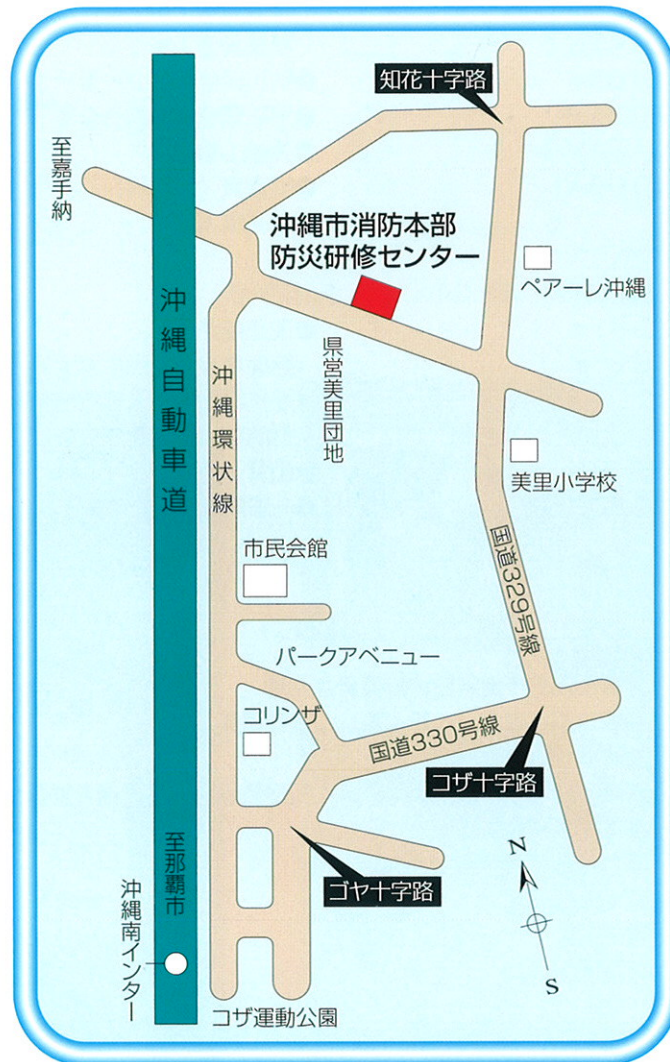 知花十字路
至嘉手納
沖縄市消防本部
防災研修センター
ペアーレ沖縄
沖縄自動車道
沖縄環状線
県営美里団地
美里小学校
市民会館
国道329号線
パークアベニュー
コリンザ
国道330号線
コザ十字路
至那覇市
ゴヤ十字路
沖縄南インター
コザ運動公園
N
S